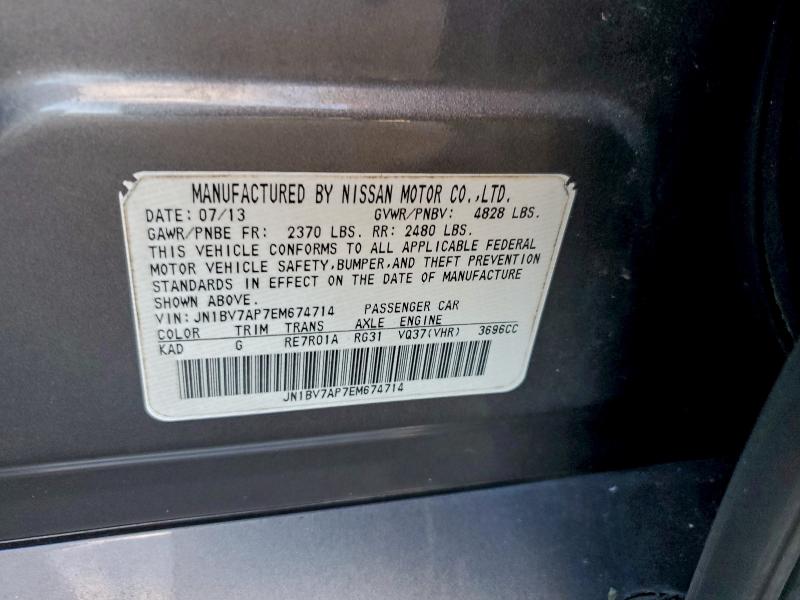 MANUFACTURED BY NISSAN MOTOR CO.,LTD.
DATE: 07/13 GVWR/PNBV: 4828 LBS.
GAWR/PNBE FR: 2370 LBS. RR: 2480 LBS.
THIS VEHICLE CONFORMS TO ALL APPLICABLE FEDERAL
MOTOR VEHICLE SAFETY,BUMPER,AND THEFT PREVENTION
STANDARDS IN EFFECT ON THE DATE OF MANUFACTURE
SHOWN ABOVE.
VIN: JN1BV7AP7EM674714 PASSENGER CAR
COLOR TRIM TRANS AXLE ENGINE
KAD G RE7R01A RG31 VQ37(VHR) 3696CC
JN1BV7AP7EM674714